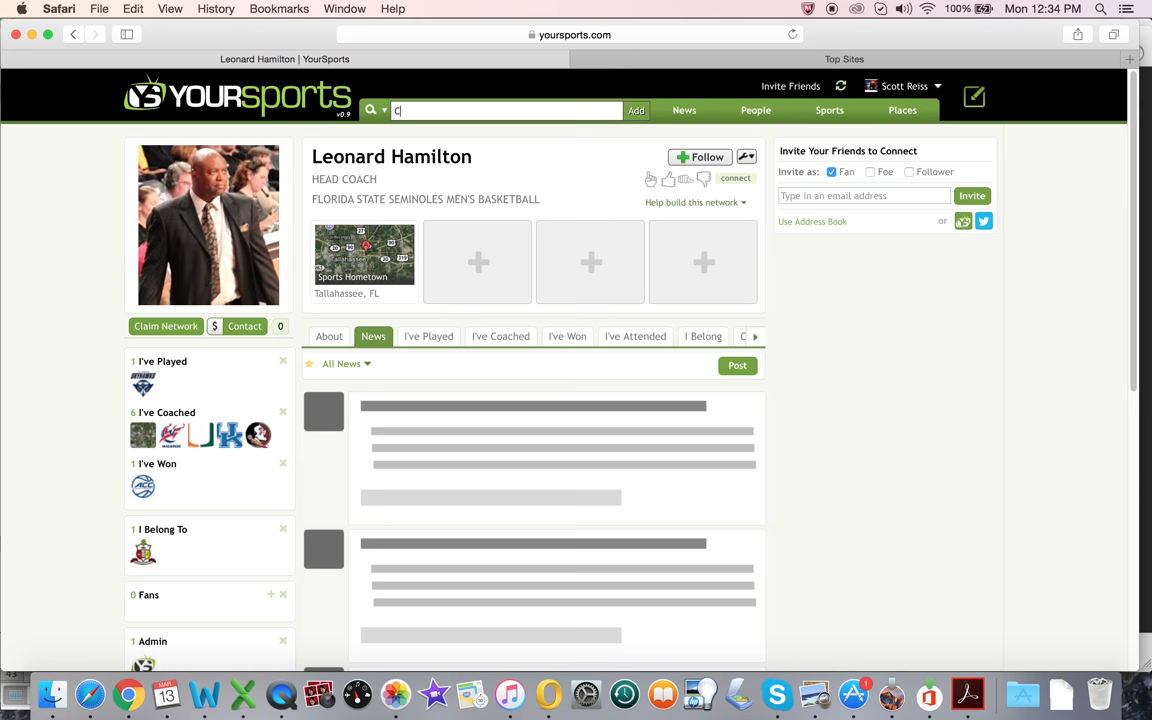 Safari File Edit View History Bookmarks Window Help 100% Mon 12:34 PM
yoursports.com
Leonard Hamilton | YourSports Top Sites
YOURSPORTS v0.9
Invite Friends Scott Reiss
C Add News People Sports Places
Leonard Hamilton
Follow
HEAD COACH
connect
FLORIDA STATE SEMINOLES MEN'S BASKETBALL
Help build this network
Sports Hometown
Tallahassee, FL
Invite Your Friends to Connect
Invite as: Fan Foe Follower
Type in an email address Invite
Use Address Book or
Claim Network $ Contact 0
About News I've Played I've Coached I've Won I've Attended I Belong C
All News
Post
1 I've Played
6 I've Coached
1 I've Won
1 I Belong To
0 Fans
1 Admin
MAR
13
1